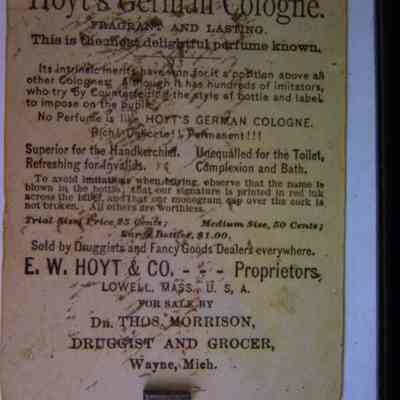 Hoyt's German Cologne.
FRAGRANT AND LASTING.
This is the most delightful perfume known.
Its intrinsic merits have won for it a position above all
other Colognes. Although it has hundreds of imitators,
who try by Counterfeiting the style of bottle and label
to impose on the public.
No Perfume is like HOYT'S GERMAN COLOGNE.
Rich! Delicate!! Permanent!!!
Superior for the Handkerchief. Unequalled for the Toilet,
Refreshing for Invalids. Complexion and Bath.
To avoid imitations when buying, observe that the name is
blown in the bottle, that our signature is printed in red ink
across the label, and that our monogram cap over the cork is
not broken. All others are worthless.
Trial Size, Price 25 Cents; Medium Size, 50 Cents;
Large Bottles, $1.00.
Sold by Druggists and Fancy Goods Dealers everywhere.
E. W. HOYT & CO. - - - Proprietors,
LOWELL, MASS., U. S. A.
FOR SALE BY
DR. THOS. MORRISON,
DRUGGIST AND GROCER,
Wayne, Mich.